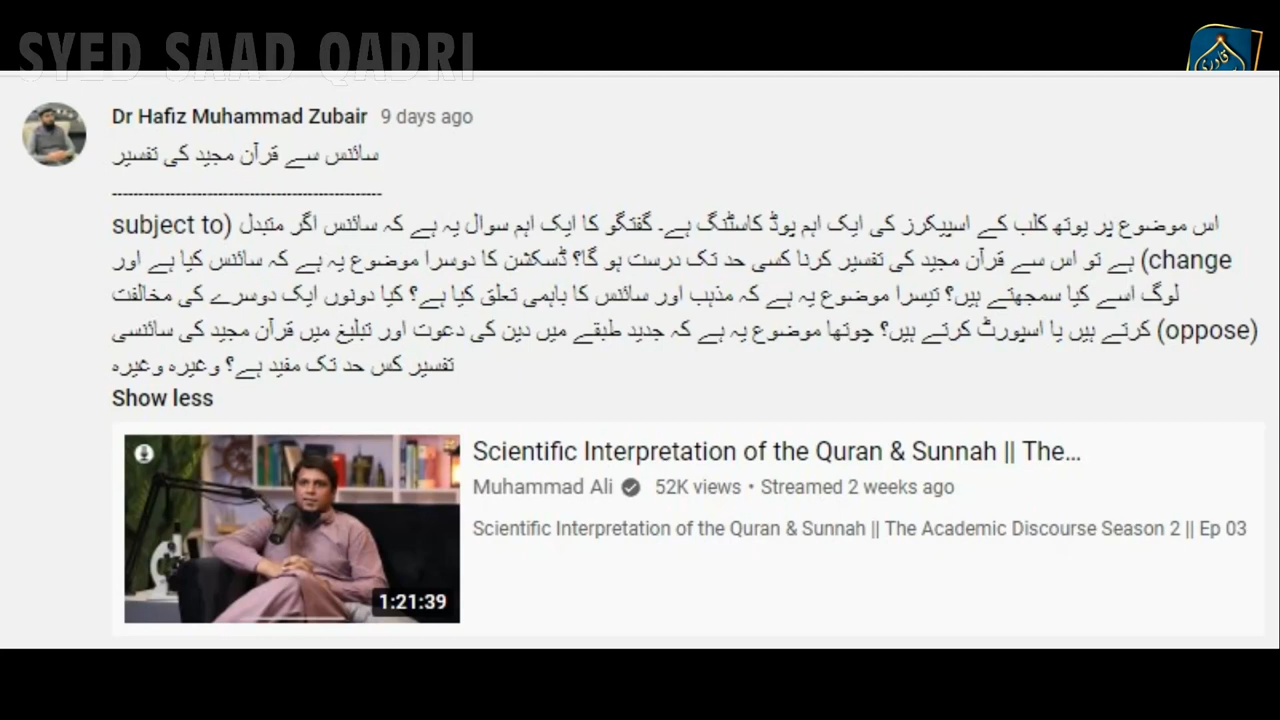 SYED SAAD QADRI
قادری
Dr Hafiz Muhammad Zubair 9 days ago
سائنس سے قرآن مجید کی تفسیر
--------------------------------------------------
اس موضوع پر یوتھ کلب کے اسپیکرز کی ایک اہم پوڈ کاسٹنگ ہے۔ گفتگو کا ایک اہم سوال یہ ہے کہ سائنس اگر متبدل (subject to
change) ہے تو اس سے قرآن مجید کی تفسیر کرنا کسی حد تک درست ہو گا؟ ڈسکشن کا دوسرا موضوع یہ ہے کہ سائنس کیا ہے اور
لوگ اسے کیا سمجھتے ہیں؟ تیسرا موضوع یہ ہے کہ مذہب اور سائنس کا باہمی تعلق کیا ہے؟ کیا دونوں ایک دوسرے کی مخالفت
(oppose) کرتے ہیں یا اسپورٹ کرتے ہیں؟ چوتھا موضوع یہ ہے کہ جدید طبقے میں دین کی دعوت اور تبلیغ میں قرآن مجید کی سائنسی
تفسیر کس حد تک مفید ہے؟ وغیرہ وغیرہ
Show less
Scientific Interpretation of the Quran & Sunnah || The...
Muhammad Ali 52K views • Streamed 2 weeks ago
Scientific Interpretation of the Quran & Sunnah || The Academic Discourse Season 2 || Ep 03
1:21:39